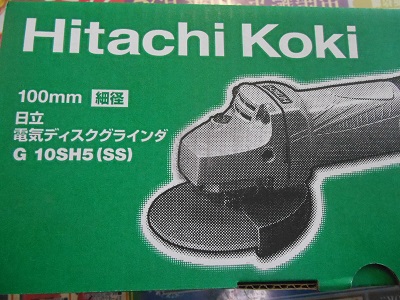 Hitachi Koki
100mm 細径
日立
電気ディスクグラインダ
G 10SH5(SS)